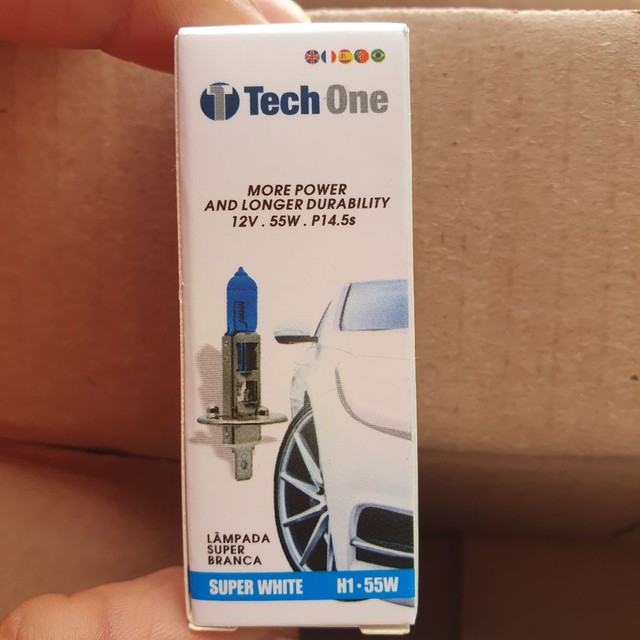 Tech One
MORE POWER
AND LONGER DURABILITY
12V . 55W . P14.5s
LÂMPADA
SUPER
BRANCA
SUPER WHITE H1 • 55W